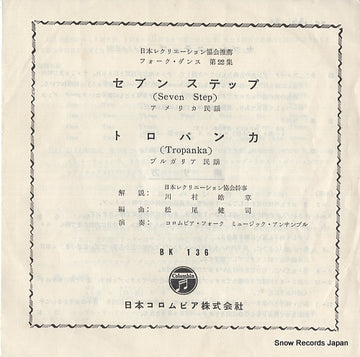 日本レクリエーション協会推薦
フォーク・ダンス 第22集
セブンステップ
(Seven Step)
アメリカ民謡
トロパンカ
(Tropanka)
ブルガリア民謡
解説: 日本レクリエーション協会幹事
川村皓章
編曲: 松尾健司
演奏: コロムビア・フォーク ミュージック・アンサンブル
BK 136
Columbia
日本コロムビア株式会社
Snow Records Japan